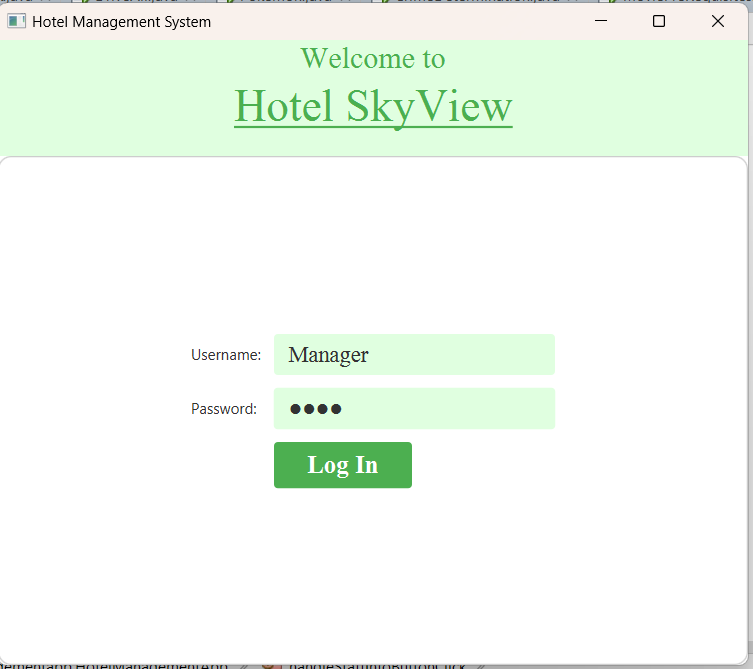 Hotel Management System
Welcome to
Hotel SkyView
Username: Manager
Password: ●●●●
Log In